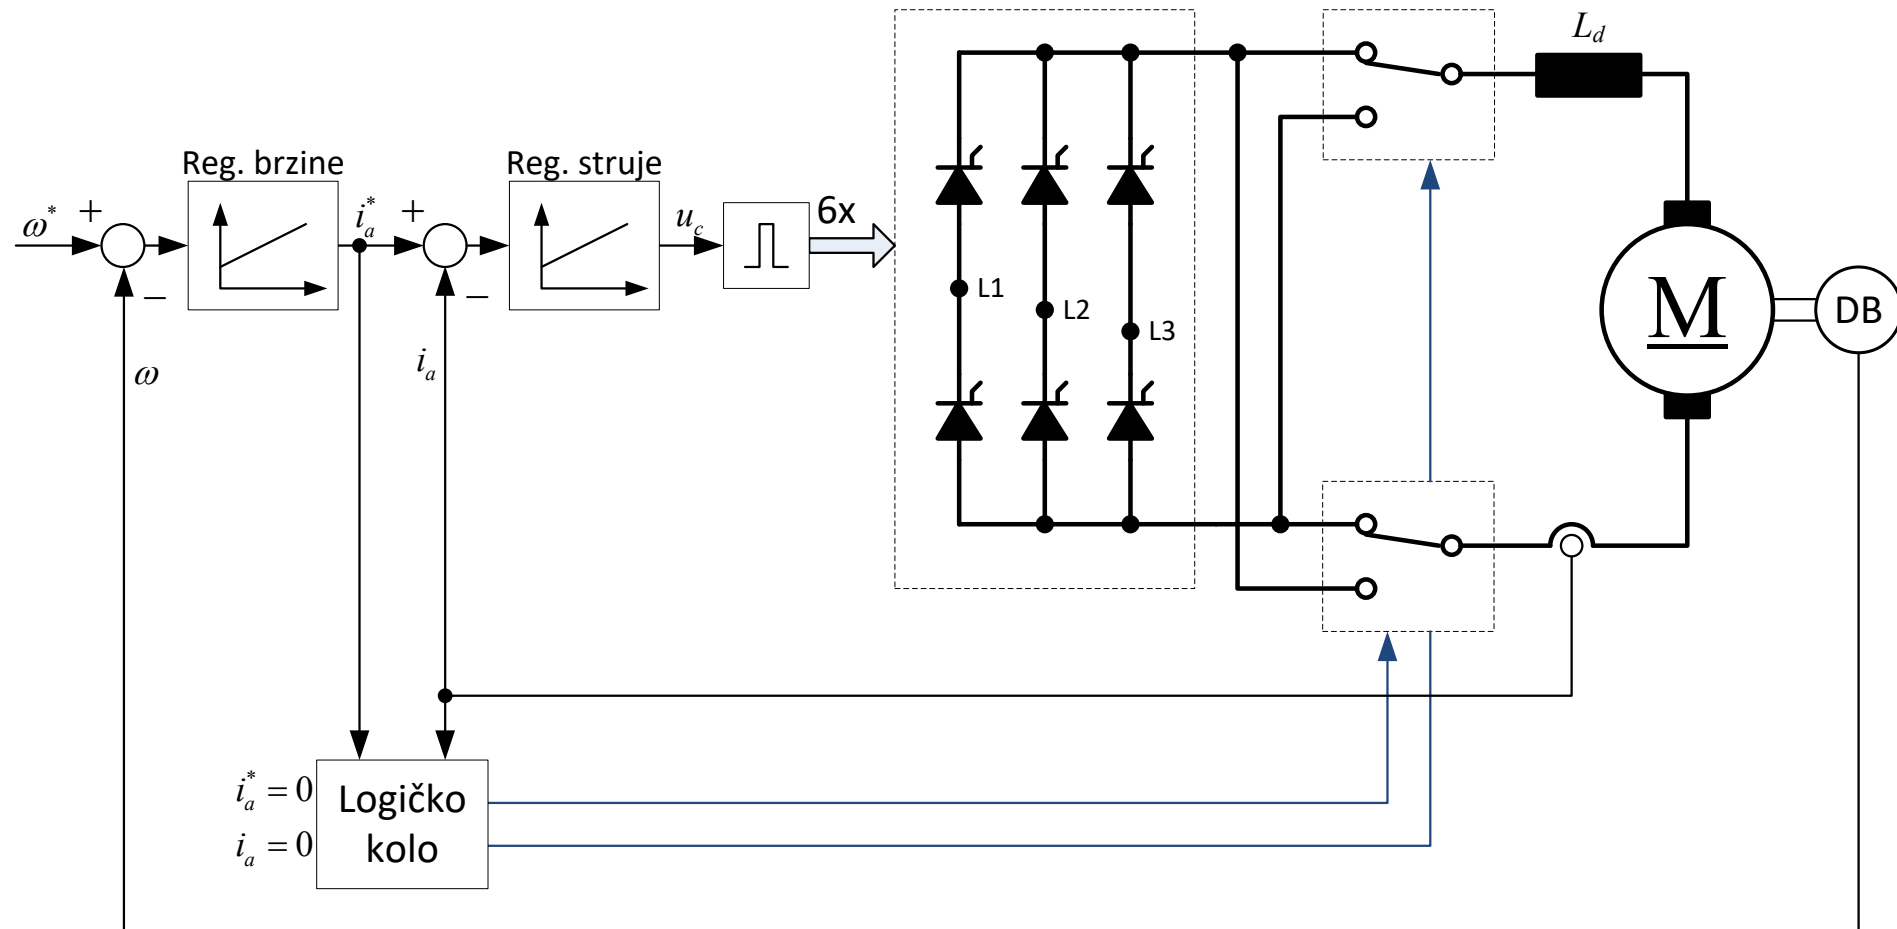 L_d
Reg. brzine
Reg. struje
ω* + i_a* + u_c 6x
− −
L1
L2
L3
M
DB
ω
i_a
i_a* = 0
i_a = 0
Logičko
kolo